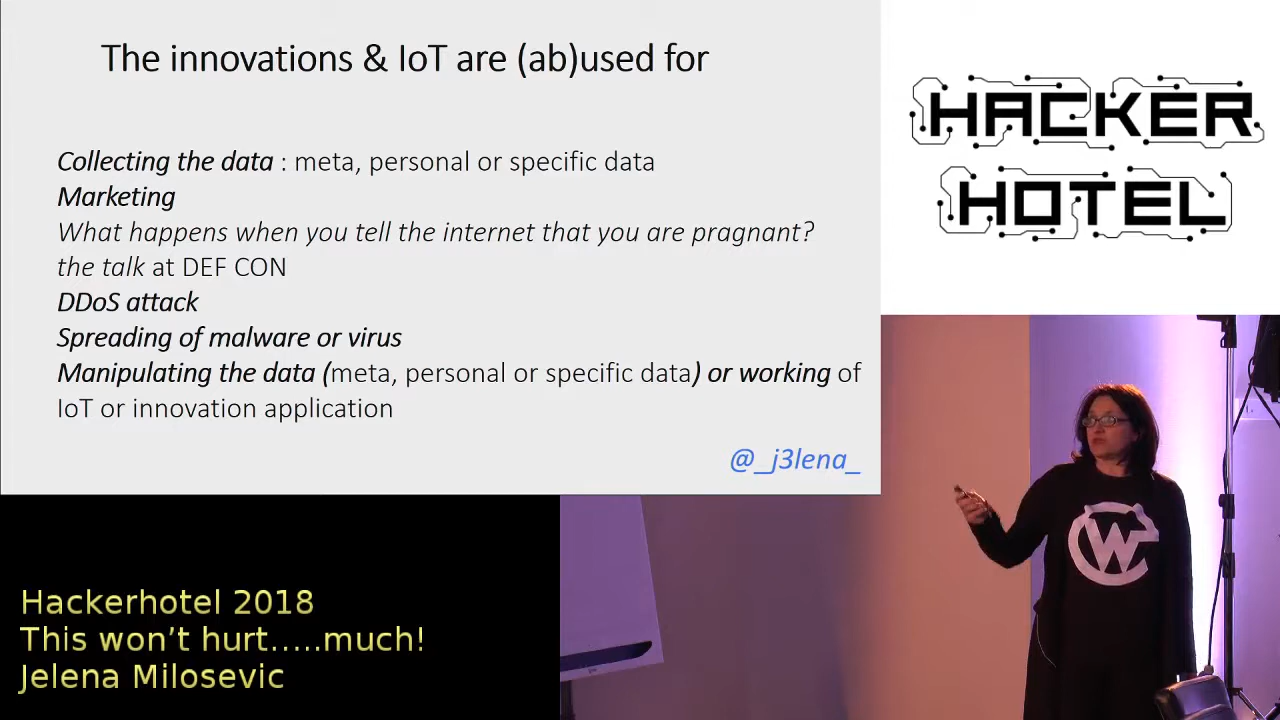 The innovations & IoT are (ab)used for
Collecting the data : meta, personal or specific data
Marketing
What happens when you tell the internet that you are pragnant?
the talk at DEF CON
DDoS attack
Spreading of malware or virus
Manipulating the data (meta, personal or specific data) or working of
IoT or innovation application
@_j3lena_
HACKER
HOTEL
W
Hackerhotel 2018
This won't hurt.....much!
Jelena Milosevic